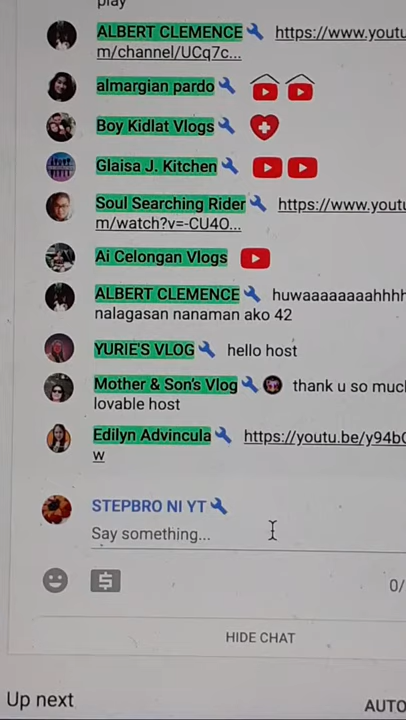 play
ALBERT CLEMENCE https://www.youtu
m/channel/UCq7c...
almargian pardo
Boy Kidlat Vlogs
Glaisa J. Kitchen
Soul Searching Rider https://www.youtu
m/watch?v=-CU4O...
Ai Celongan Vlogs
ALBERT CLEMENCE huwaaaaaaaahhhh
nalagasan nanaman ako 42
YURIE'S VLOG hello host
Mother & Son's Vlog thank u so muc
lovable host
Edilyn Advincula https://youtu.be/y94b
w
STEPBRO NI YT
Say something...
0/
HIDE CHAT
Up next
AUTO